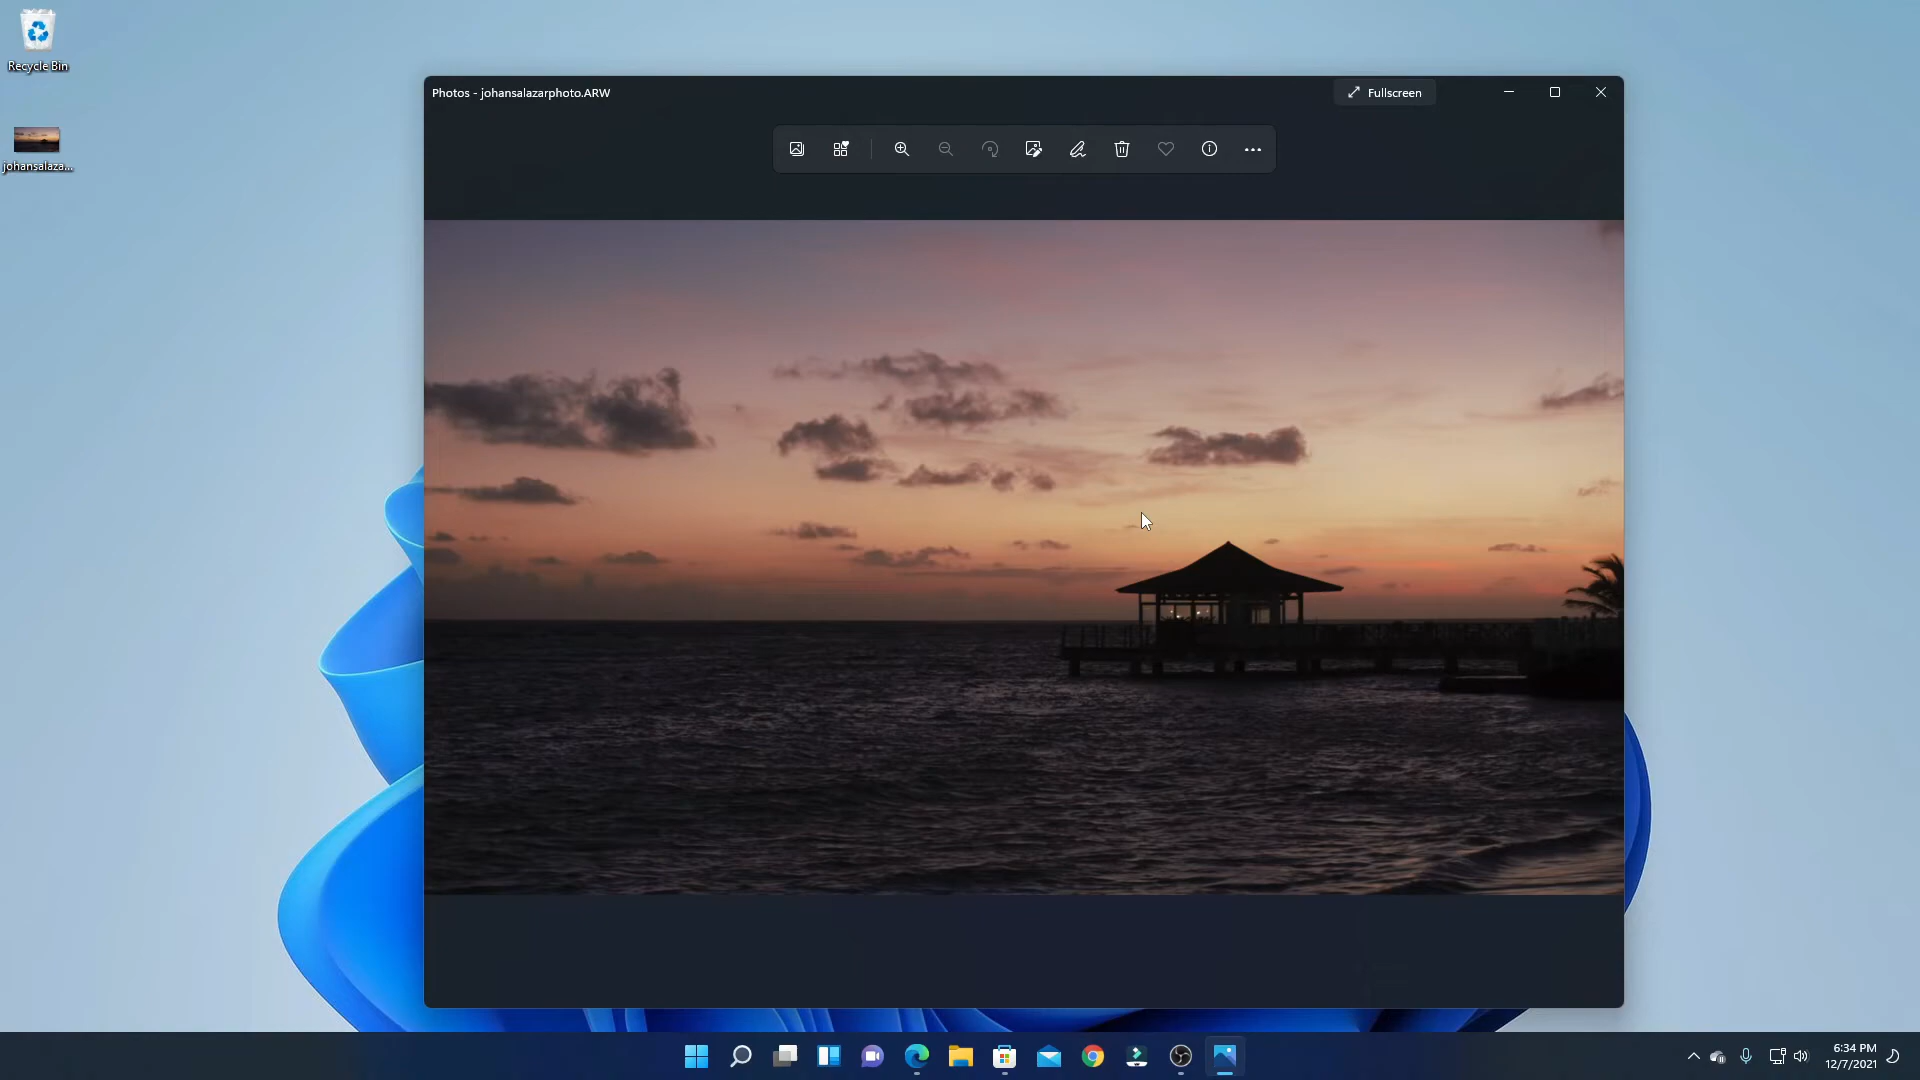 Recycle Bin
johansalaza...
Photos - johansalazarphoto.ARW
Fullscreen
6:34 PM
12/7/2021